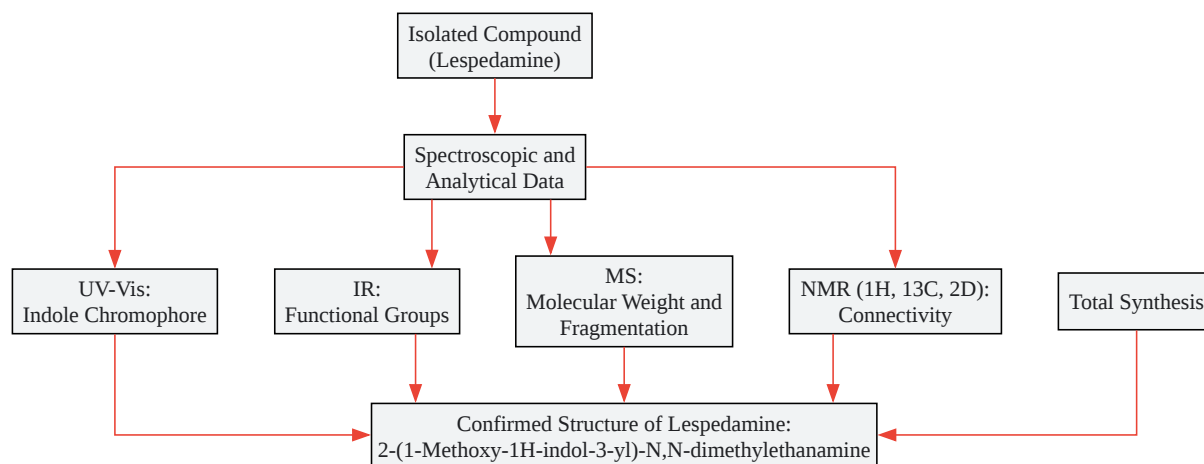 Isolated Compound
(Lespedamine)
Spectroscopic and
Analytical Data
UV-Vis:
Indole Chromophore
IR:
Functional Groups
MS:
Molecular Weight and
Fragmentation
NMR (1H, 13C, 2D):
Connectivity
Total Synthesis
Confirmed Structure of Lespedamine:
2-(1-Methoxy-1H-indol-3-yl)-N,N-dimethylethanamine